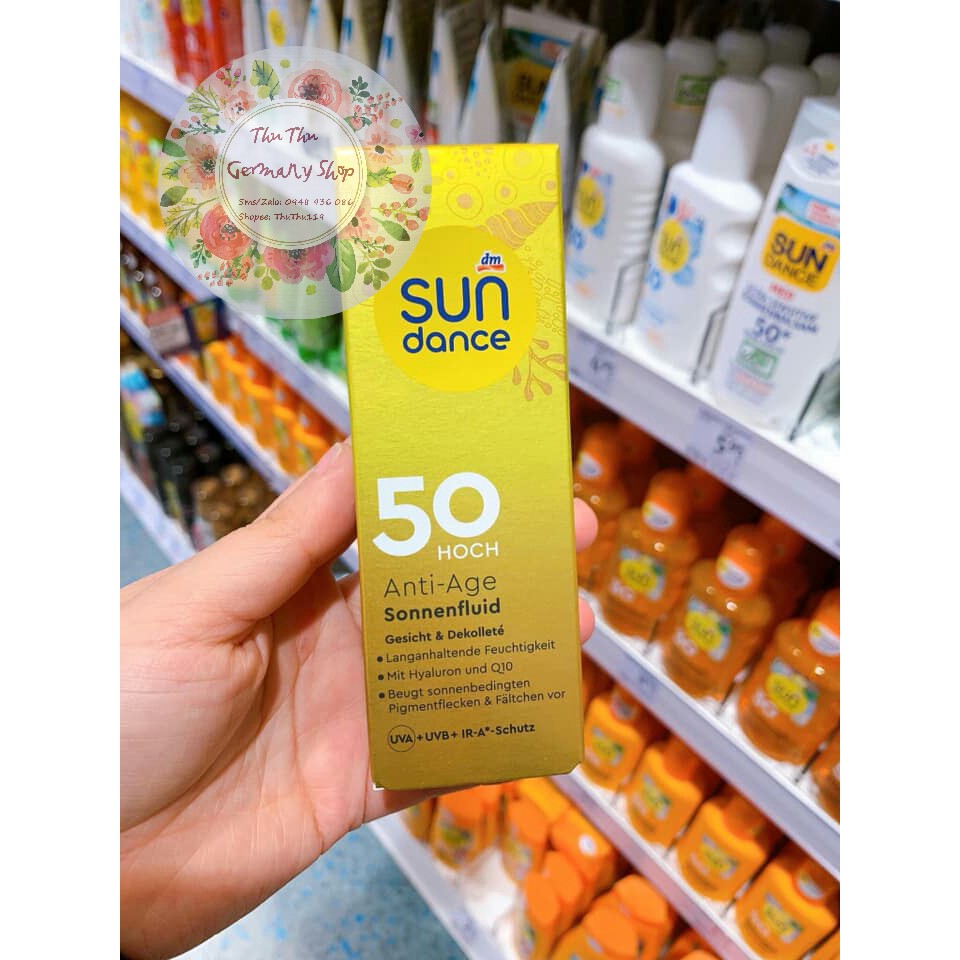 Thu Thu
Germany Shop
Sms/Zalo: 0948 936 086
Shopee: ThuThu119
dm
SUN
dance
50
HOCH
Anti-Age
Sonnenfluid
Gesicht & Dekolleté
• Langanhaltende Feuchtigkeit
• Mit Hyaluron und Q10
• Beugt sonnenbedingten
Pigmentflecken & Fältchen vor
UVA + UVB + IR-A*-Schutz
SUN
DANCE
50+